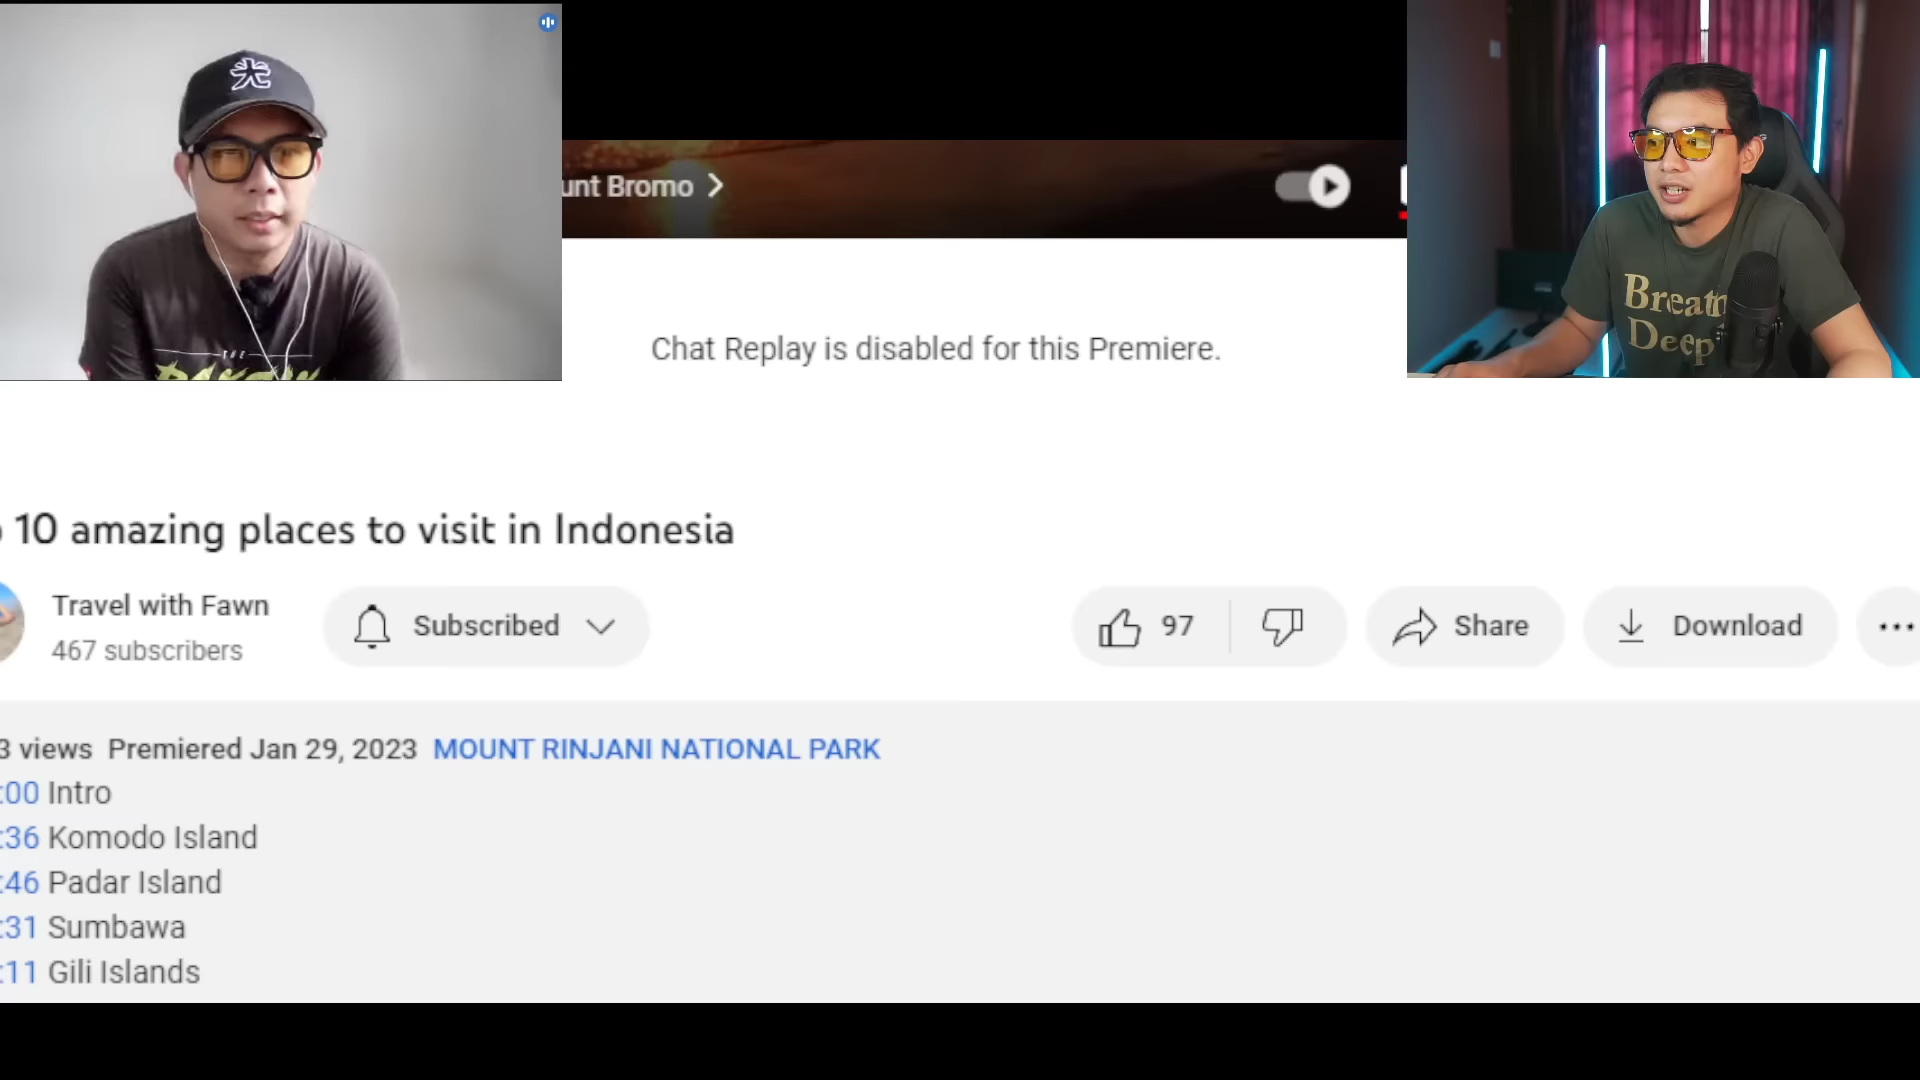 光
THE
unt Bromo
Breath
Deep
Chat Replay is disabled for this Premiere.
10 amazing places to visit in Indonesia
Travel with Fawn
467 subscribers
Subscribed
97
Share
Download
3 views Premiered Jan 29, 2023 MOUNT RINJANI NATIONAL PARK
:00 Intro
:36 Komodo Island
:46 Padar Island
:31 Sumbawa
:11 Gili Islands